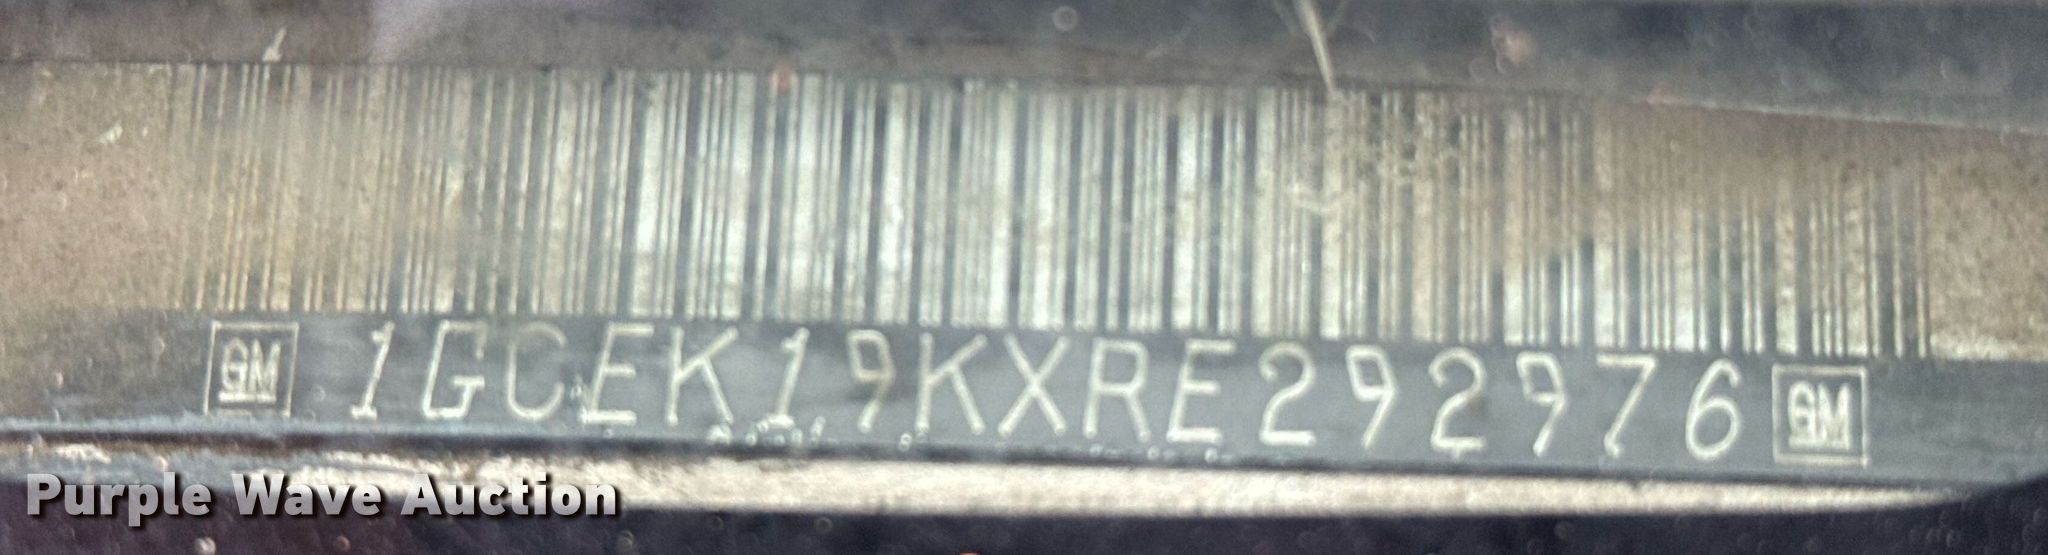 GM 1GCEK19KXRE292976 GM
Purple Wave Auction